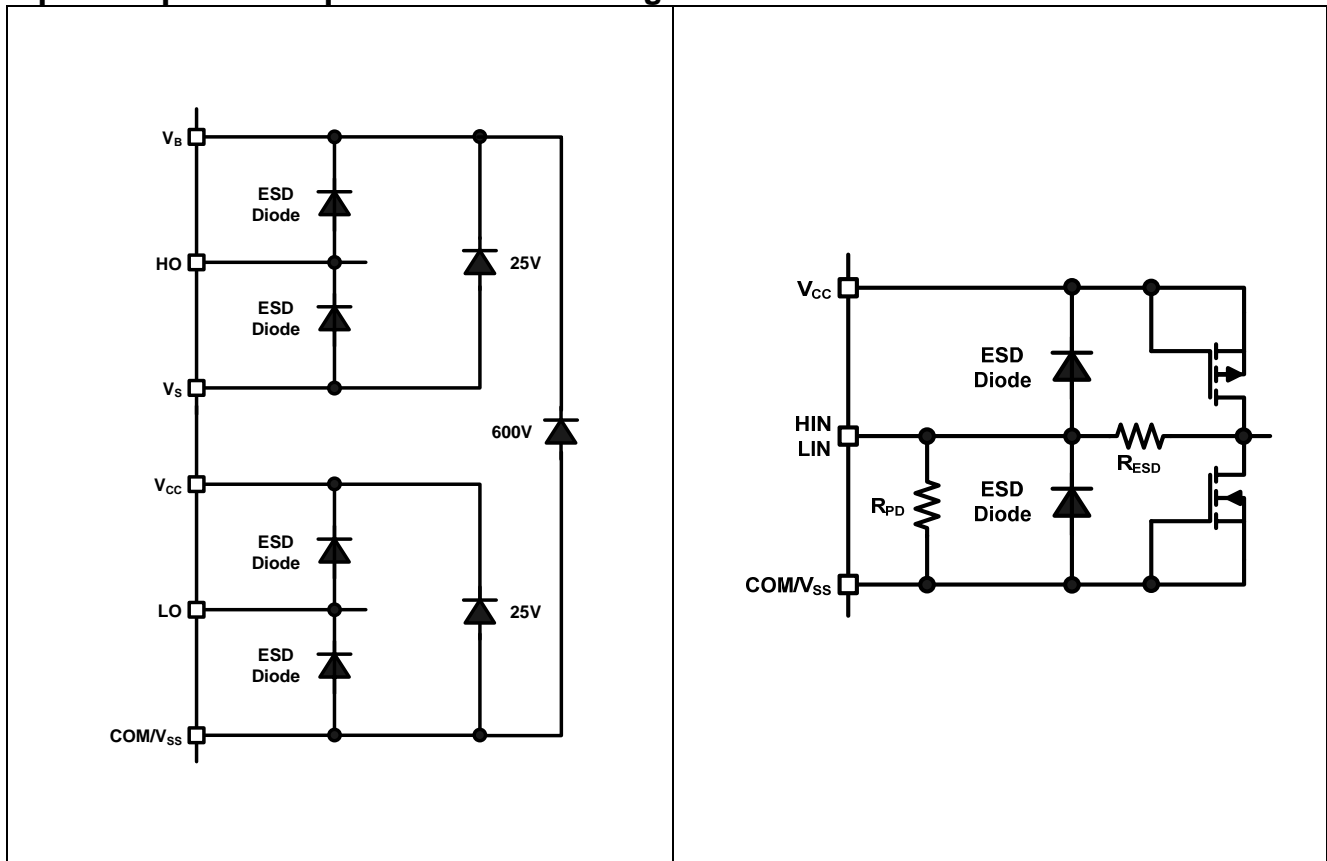 V_B
ESD
Diode
HO
25V
ESD
Diode
V_S
600V
V_CC
ESD
Diode
LO
25V
ESD
Diode
COM/V_SS
V_CC
ESD
Diode
HIN
LIN
R_ESD
R_PD
ESD
Diode
COM/V_SS